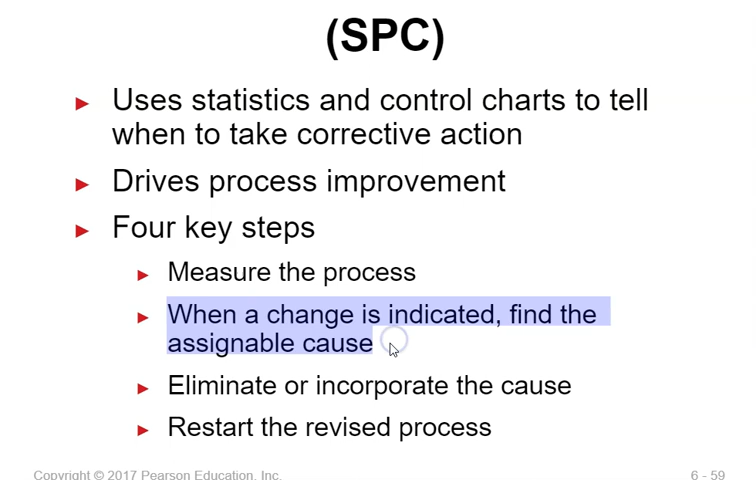 (SPC)
Uses statistics and control charts to tell
when to take corrective action
Drives process improvement
Four key steps
Measure the process
When a change is indicated, find the
assignable cause
Eliminate or incorporate the cause
Restart the revised process
Copyright © 2017 Pearson Education, Inc.
6 - 59